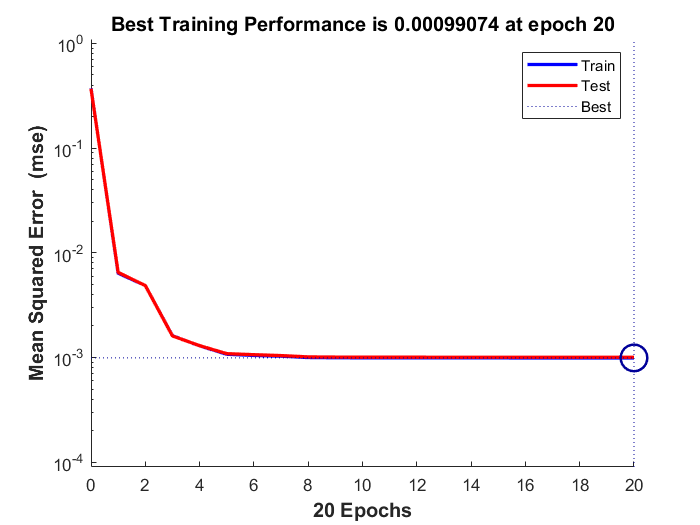 Best Training Performance is 0.00099074 at epoch 20
Train
Test
Best
Mean Squared Error (mse)
10^0
10^-1
10^-2
10^-3
10^-4
0 2 4 6 8 10 12 14 16 18 20
20 Epochs